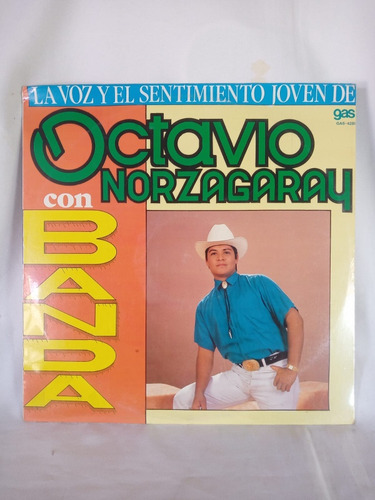 LA VOZ Y EL SENTIMIENTO JOVEN DE
gas
Octavio
NORZAGARAY
con
BANDA